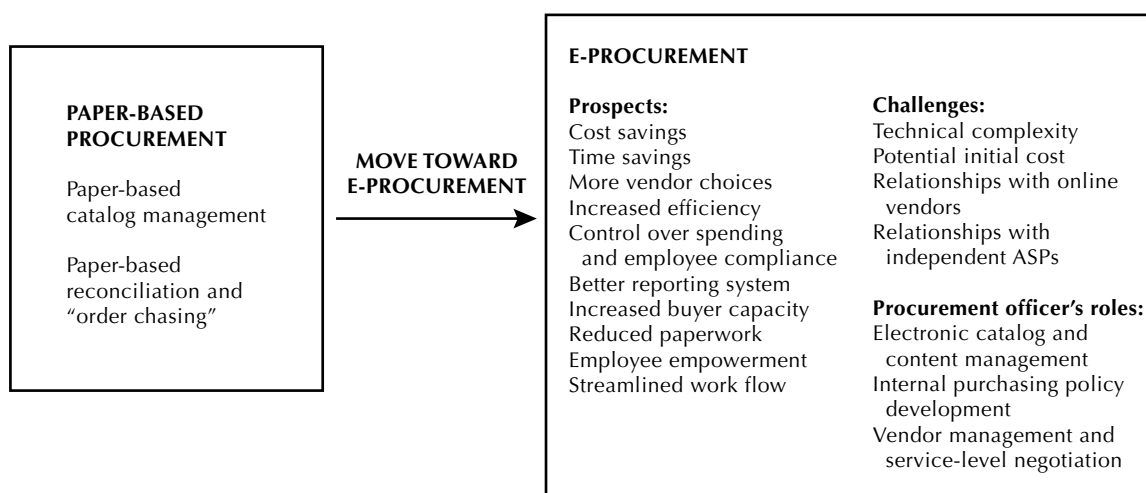 PAPER-BASED
PROCUREMENT
Paper-based
catalog management
Paper-based
reconciliation and
“order chasing”
MOVE TOWARD
E-PROCUREMENT
E-PROCUREMENT
Prospects:
Cost savings
Time savings
More vendor choices
Increased efficiency
Control over spending
and employee compliance
Better reporting system
Increased buyer capacity
Reduced paperwork
Employee empowerment
Streamlined work flow
Challenges:
Technical complexity
Potential initial cost
Relationships with online
vendors
Relationships with
independent ASPs
Procurement officer’s roles:
Electronic catalog and
content management
Internal purchasing policy
development
Vendor management and
service-level negotiation